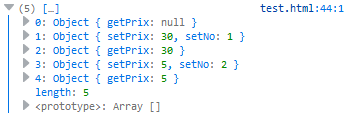 (5) […] test.html:44:1
0: Object { getPrix: null }
1: Object { setPrix: 30, setNo: 1 }
2: Object { getPrix: 30 }
3: Object { setPrix: 5, setNo: 2 }
4: Object { getPrix: 5 }
length: 5
<prototype>: Array []